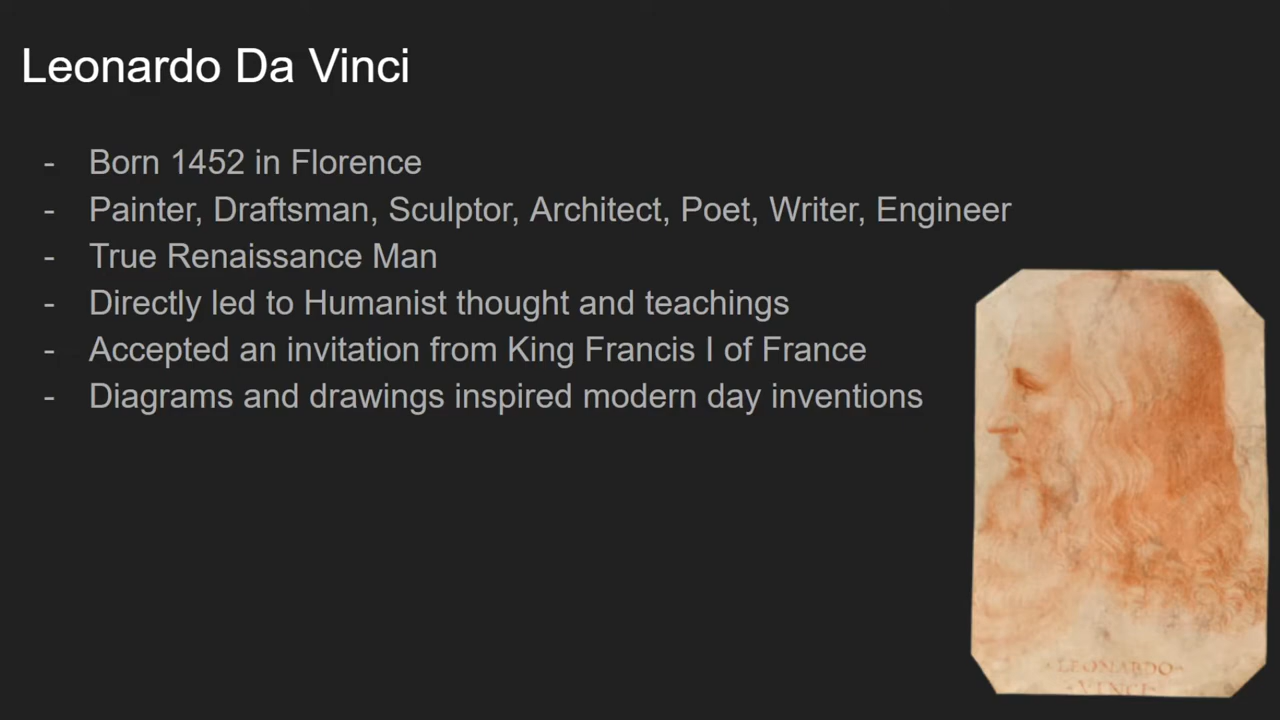 Leonardo Da Vinci
- Born 1452 in Florence
- Painter, Draftsman, Sculptor, Architect, Poet, Writer, Engineer
- True Renaissance Man
- Directly led to Humanist thought and teachings
- Accepted an invitation from King Francis I of France
- Diagrams and drawings inspired modern day inventions
·LEONARDO·
·VINCI·